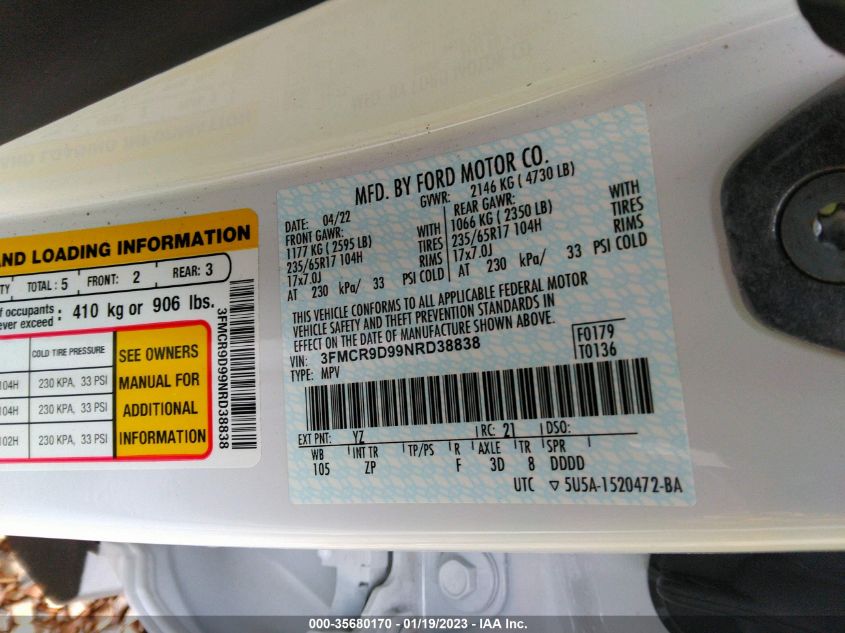 AND LOADING INFORMATION
TY TOTAL: 5 FRONT: 2 REAR: 3
of occupants
ever exceed : 410 kg or 906 lbs.
COLD TIRE PRESSURE
104H 230 KPA, 33 PSI
104H 230 KPA, 33 PSI
102H 230 KPA, 33 PSI
SEE OWNERS
MANUAL FOR
ADDITIONAL
INFORMATION
3FMCR9D99NRD38838
MFD. BY FORD MOTOR CO.
DATE: 04/22 GVWR: 2146 KG ( 4730 LB)
FRONT GAWR: REAR GAWR:
1177 KG ( 2595 LB) WITH 1066 KG ( 2350 LB) WITH
235/65R17 104H TIRES 235/65R17 104H TIRES
17x7.0J RIMS 17x7.0J RIMS
AT 230 kPa/ 33 PSI COLD AT 230 kPa/ 33 PSI COLD
THIS VEHICLE CONFORMS TO ALL APPLICABLE FEDERAL MOTOR
VEHICLE SAFETY AND THEFT PREVENTION STANDARDS IN
EFFECT ON THE DATE OF MANUFACTURE SHOWN ABOVE.
VIN: 3FMCR9D99NRD38838 F0179
TYPE: MPV T0136
EXT PNT: YZ RC: 21 DSO:
WB INT TR TP/PS R AXLE TR SPR
105 ZP F 3D 8 DDDD
UTC ▽ 5U5A-1520472-BA
000-35680170 - 01/19/2023 - IAA Inc.